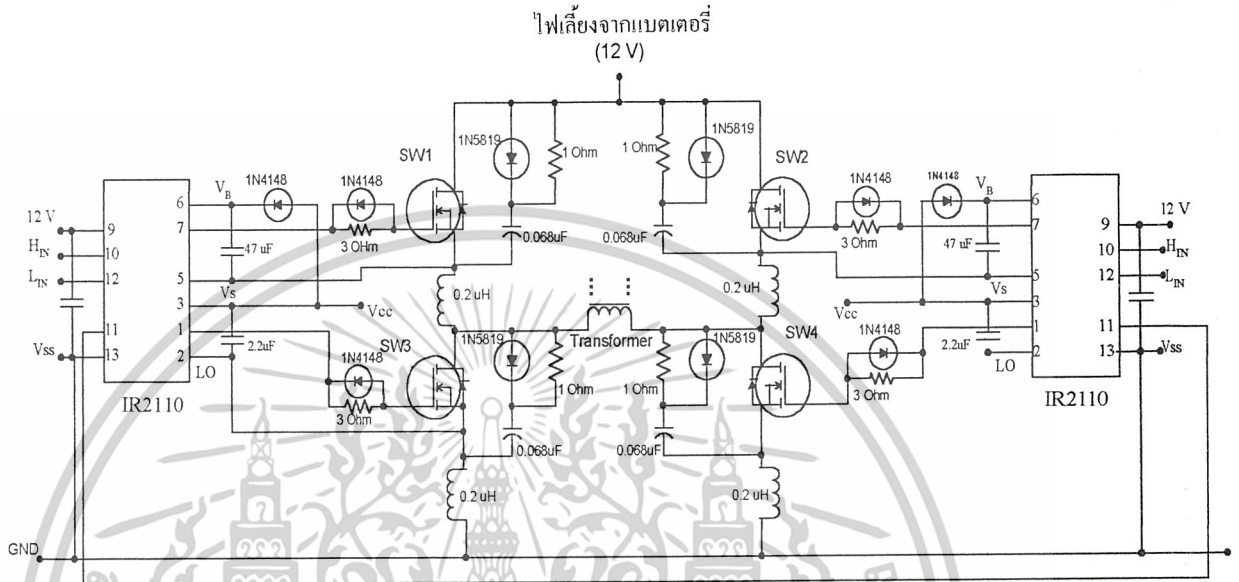 ไฟเลี้ยงจากแบตเตอรี่
(12 V)
1N5819
1 Ohm
1 Ohm
1N5819
SW1
SW2
1N4148
1N4148
1N4148
1N4148
V_B
V_B
12 V
9
6
7
3 OHm
0.068uF
0.068uF
3 Ohm
6
7
9
12 V
H_IN
10
47 uF
47 uF
10
H_IN
L_IN
12
5
Vs
5
12
L_IN
3
Vcc
0.2 uH
0.2 uH
Vcc
Vs
3
11
1
2.2uF
1N5819
Transformer
1N5819
SW4
1N4148
2.2uF
1
11
Vss
13
2
LO
1N4148
SW3
1 Ohm
1 Ohm
3 Ohm
LO
2
13
Vss
IR2110
3 Ohm
IR2110
0.068uF
0.068uF
0.2 uH
0.2 uH
GND